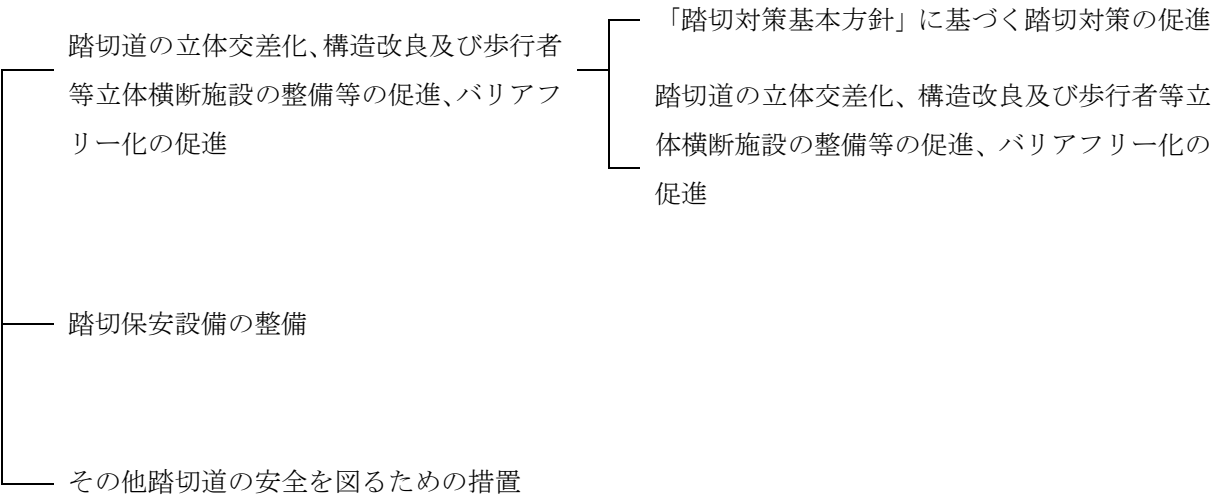 踏切道の立体交差化、構造改良及び歩行者
等立体横断施設の整備等の促進、バリアフ
リー化の促進
「踏切対策基本方針」に基づく踏切対策の促進
踏切道の立体交差化、構造改良及び歩行者等立
体横断施設の整備等の促進、バリアフリー化の
促進
踏切保安設備の整備
その他踏切道の安全を図るための措置